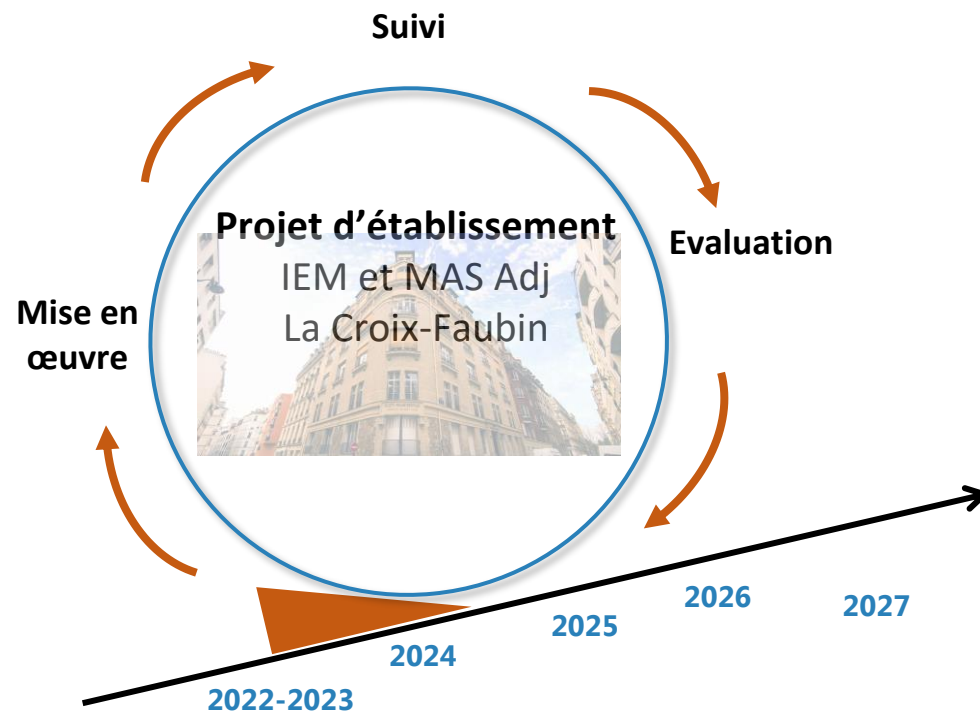 Suivi
Projet d’établissement
IEM et MAS Adj
La Croix-Faubin
Evaluation
Mise en
œuvre
2022-2023
2024
2025
2026
2027